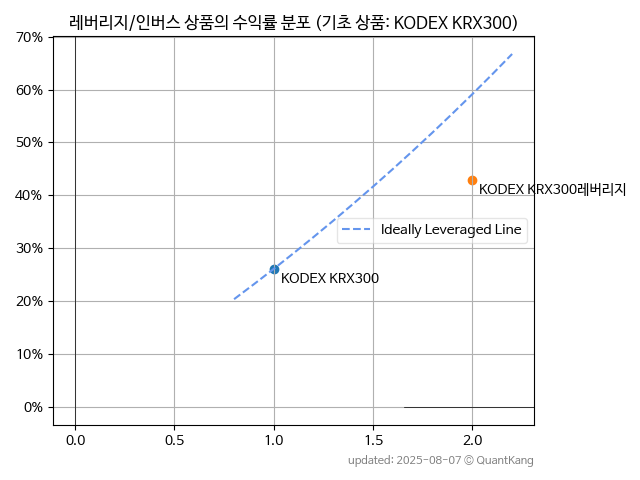 레버리지/인버스 상품의 수익률 분포 (기초 상품: KODEX KRX300)
70%
60%
50%
40%
30%
20%
10%
0%
KODEX KRX300레버리지
Ideally Leveraged Line
KODEX KRX300
0.0 0.5 1.0 1.5 2.0
updated: 2025-08-07 © QuantKang